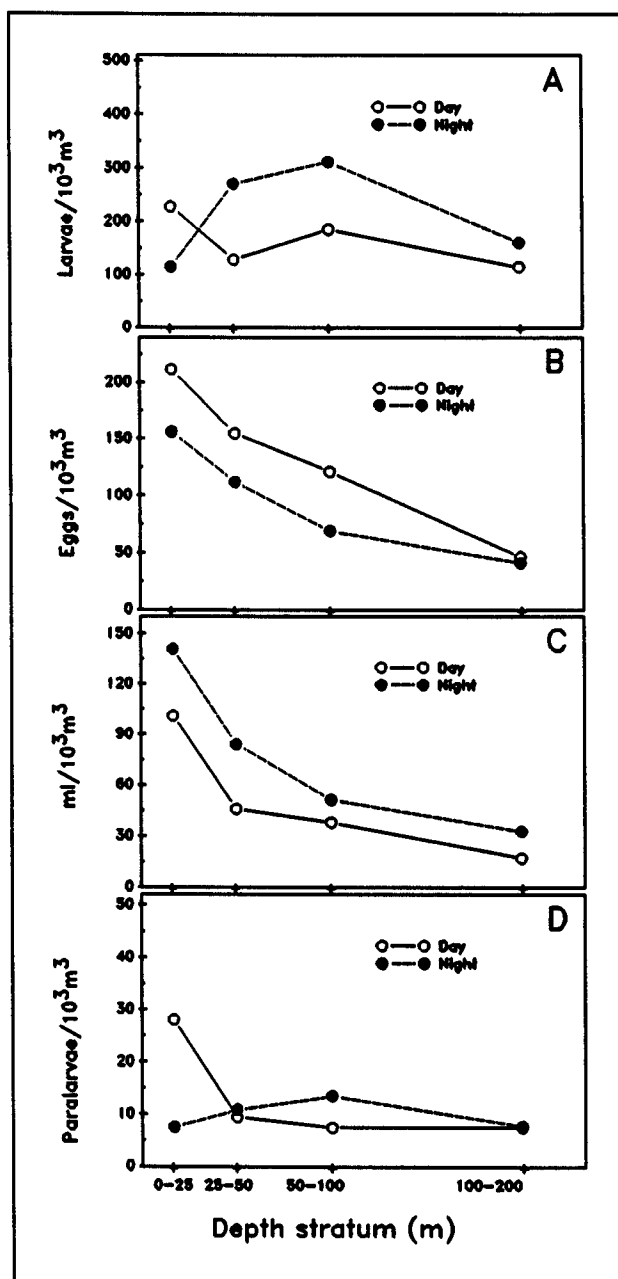 A
500
400
300
200
100
0
Larvae/10³m³
Day
Night
B
200
150
100
50
0
Eggs/10³m³
Day
Night
C
150
120
90
60
30
0
ml/10³m³
Day
Night
D
50
40
30
20
10
0
Paralarvae/10³m³
Day
Night
0-25 25-50 50-100 100-200
Depth stratum (m)